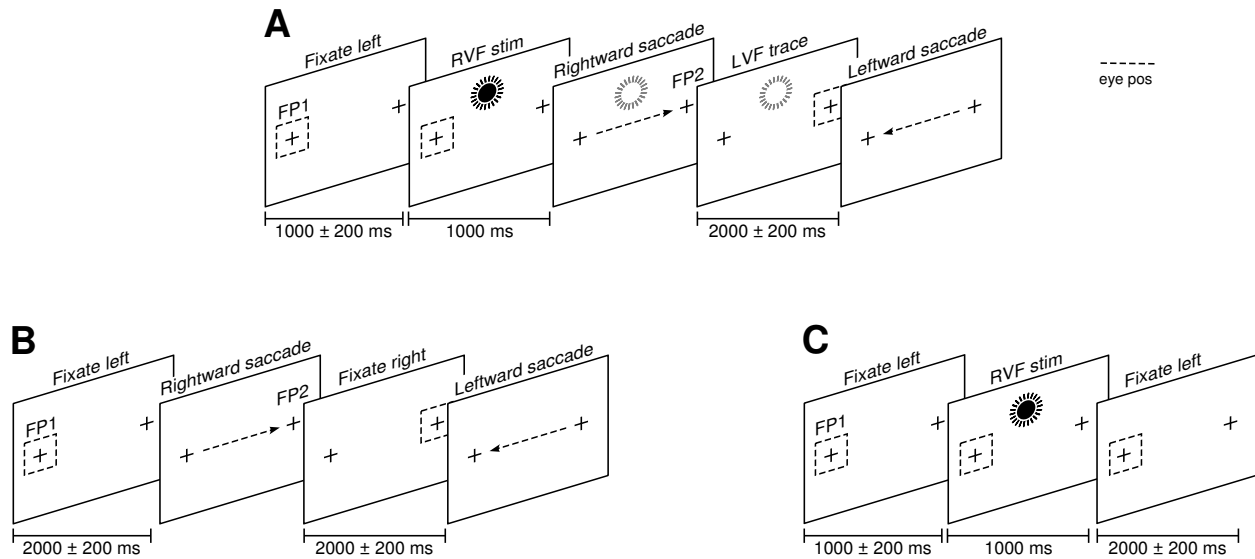 A
Fixate left
RVF stim
Rightward saccade
LVF trace
Leftward saccade
eye pos
FP1
FP2
1000 ± 200 ms
1000 ms
2000 ± 200 ms
B
Fixate left
Rightward saccade
Fixate right
Leftward saccade
FP1
FP2
2000 ± 200 ms
2000 ± 200 ms
C
Fixate left
RVF stim
Fixate left
FP1
1000 ± 200 ms
1000 ms
2000 ± 200 ms